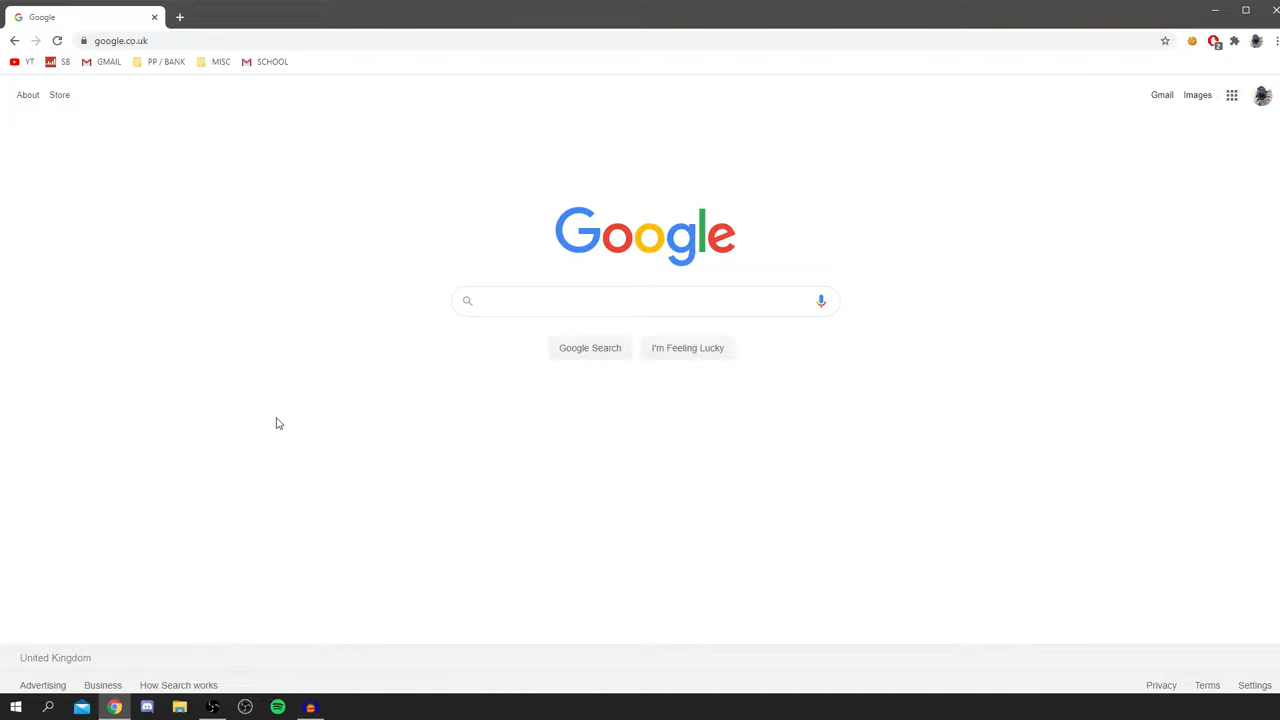 Google
google.co.uk
YT SB GMAIL PP / BANK MISC SCHOOL
About Store Gmail Images
Google
Google Search I'm Feeling Lucky
United Kingdom
Advertising Business How Search works Privacy Terms Settings